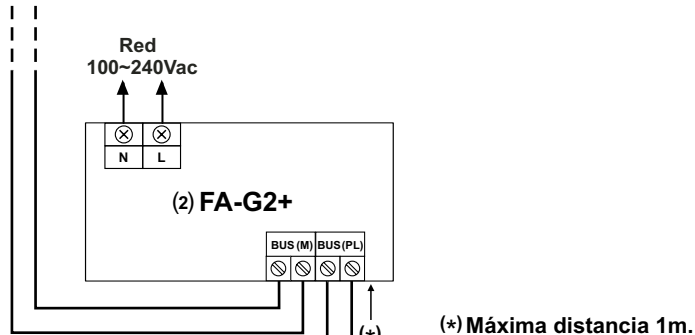 Red
100~240Vac
N L
(2) FA-G2+
BUS (M) BUS (PL)
(*)
(*) Máxima distancia 1m.